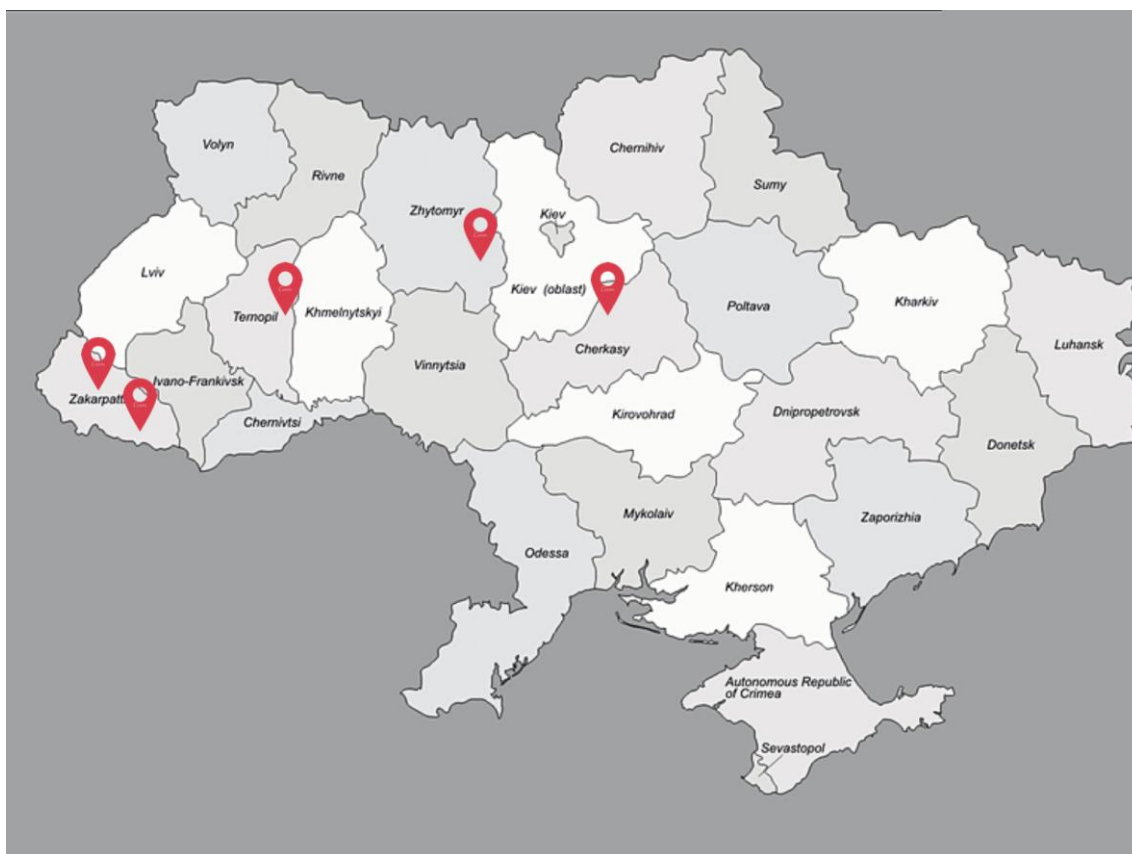 Chernihiv
Volyn
Rivne
Sumy
Zhytomyr
Kiev
Lviv
Kiev (oblast)
Kharkiv
Poltava
Khmelnytskyi
Ternopil
Luhansk
Cherkasy
Vinnytsia
Ivano-Frankivsk
Zakarpatt
Dnipropetrovsk
Kirovohrad
Chernivtsi
Donetsk
Mykolaiv
Zaporizhia
Odessa
Kherson
Autonomous Republic
of Crimea
Sevastopol